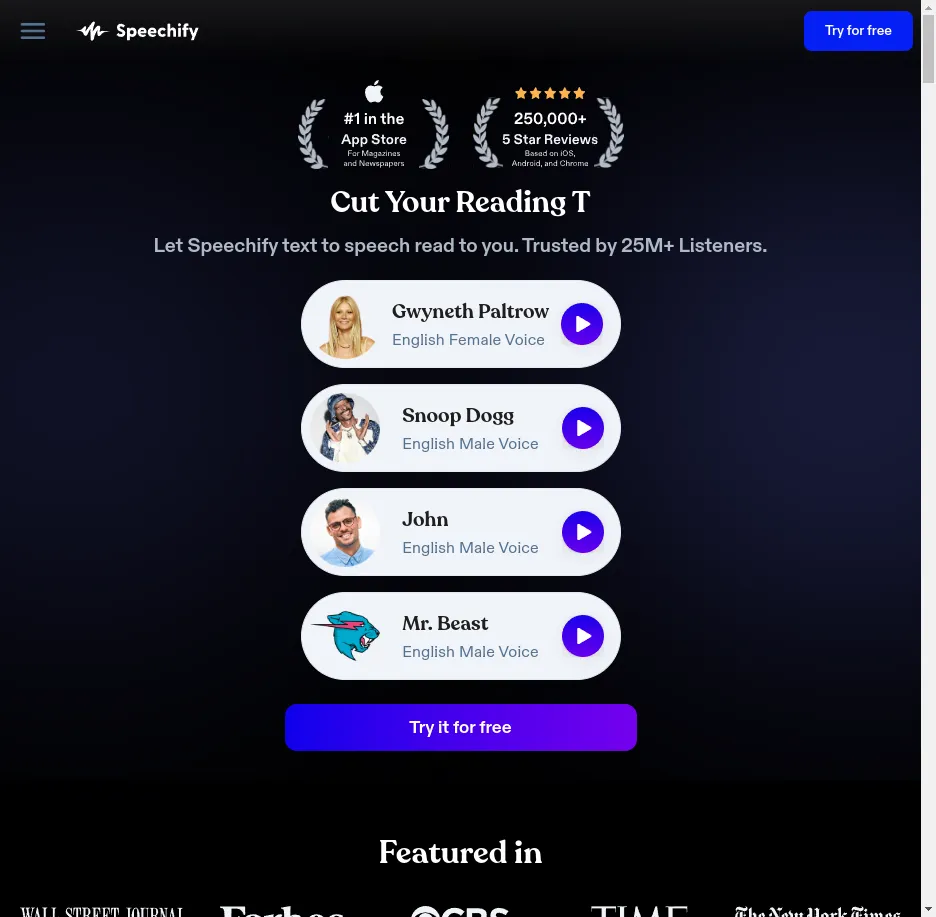 Speechify
Try for free
#1 in the
App Store
For Magazines
and Newspapers
250,000+
5 Star Reviews
Based on iOS,
Android, and Chrome
Cut Your Reading T
Let Speechify text to speech read to you. Trusted by 25M+ Listeners.
Gwyneth Paltrow
English Female Voice
Snoop Dogg
English Male Voice
John
English Male Voice
Mr. Beast
English Male Voice
Try it for free
Featured in
WALL STREET JOURNAL
Forbes
CBS
TIME
The New York Times